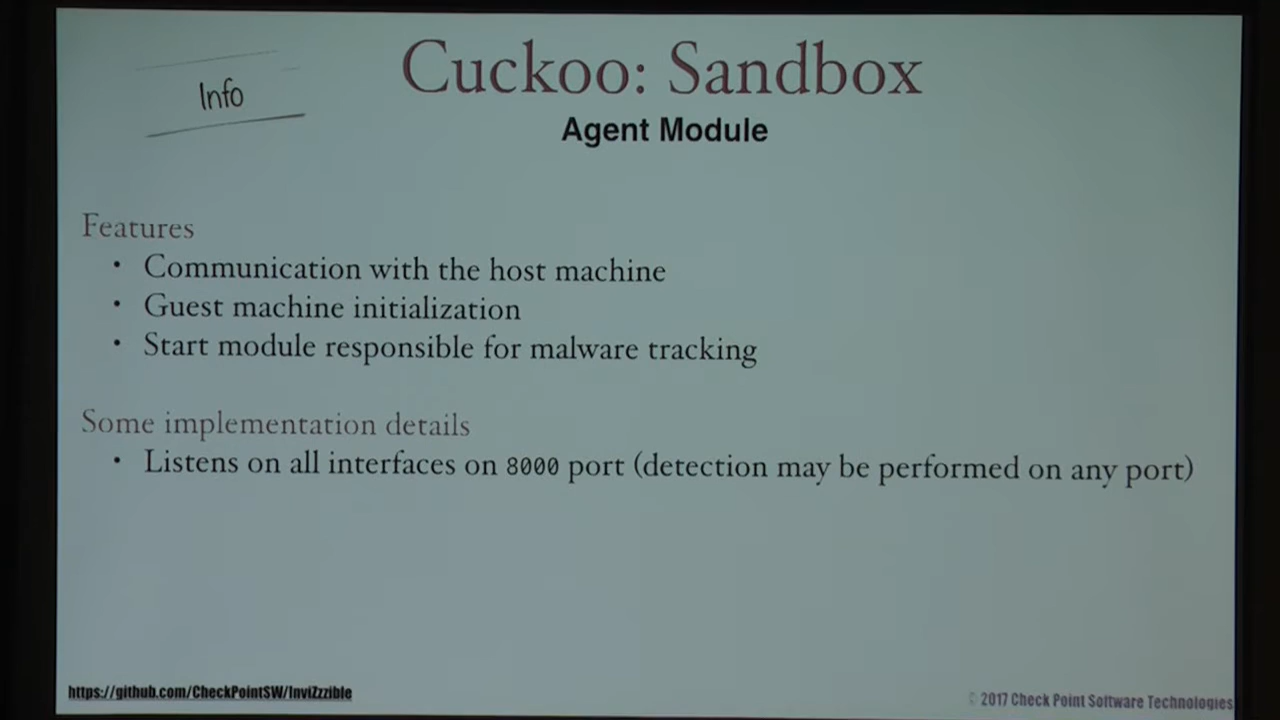 Info
Cuckoo: Sandbox
Agent Module
Features
• Communication with the host machine
• Guest machine initialization
• Start module responsible for malware tracking
Some implementation details
• Listens on all interfaces on 8000 port (detection may be performed on any port)
https://github.com/CheckPointSW/InviZzzible
© 2017 Check Point Software Technologies